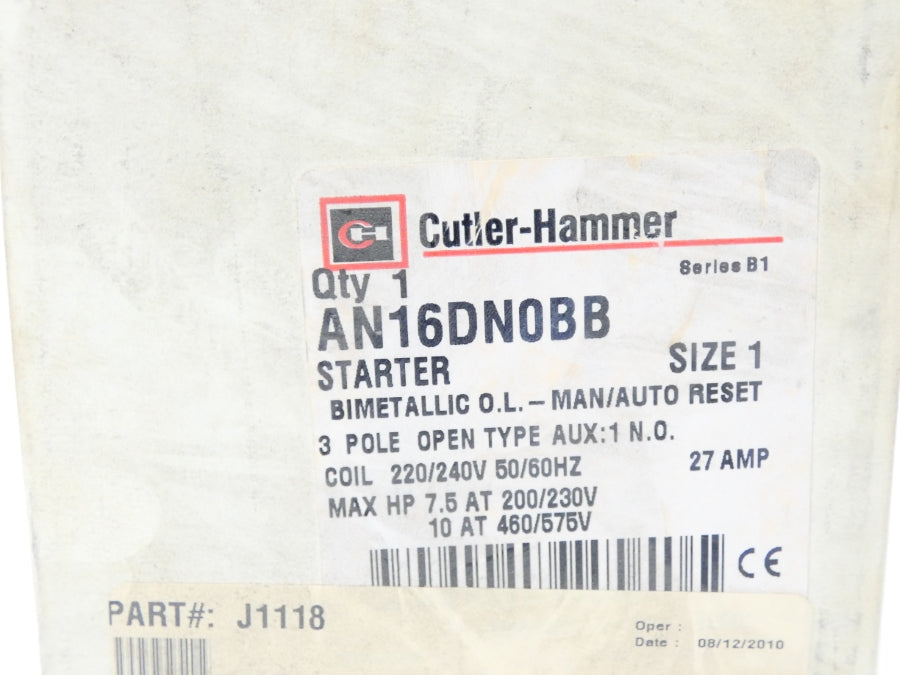 CH Cutler-Hammer
Series B1
Qty 1
AN16DN0BB
STARTER SIZE 1
BIMETALLIC O.L. – MAN/AUTO RESET
3 POLE OPEN TYPE AUX:1 N.O.
COIL 220/240V 50/60HZ 27 AMP
MAX HP 7.5 AT 200/230V
10 AT 460/575V
CE
PART#: J1118
Oper :
Date : 08/12/2010